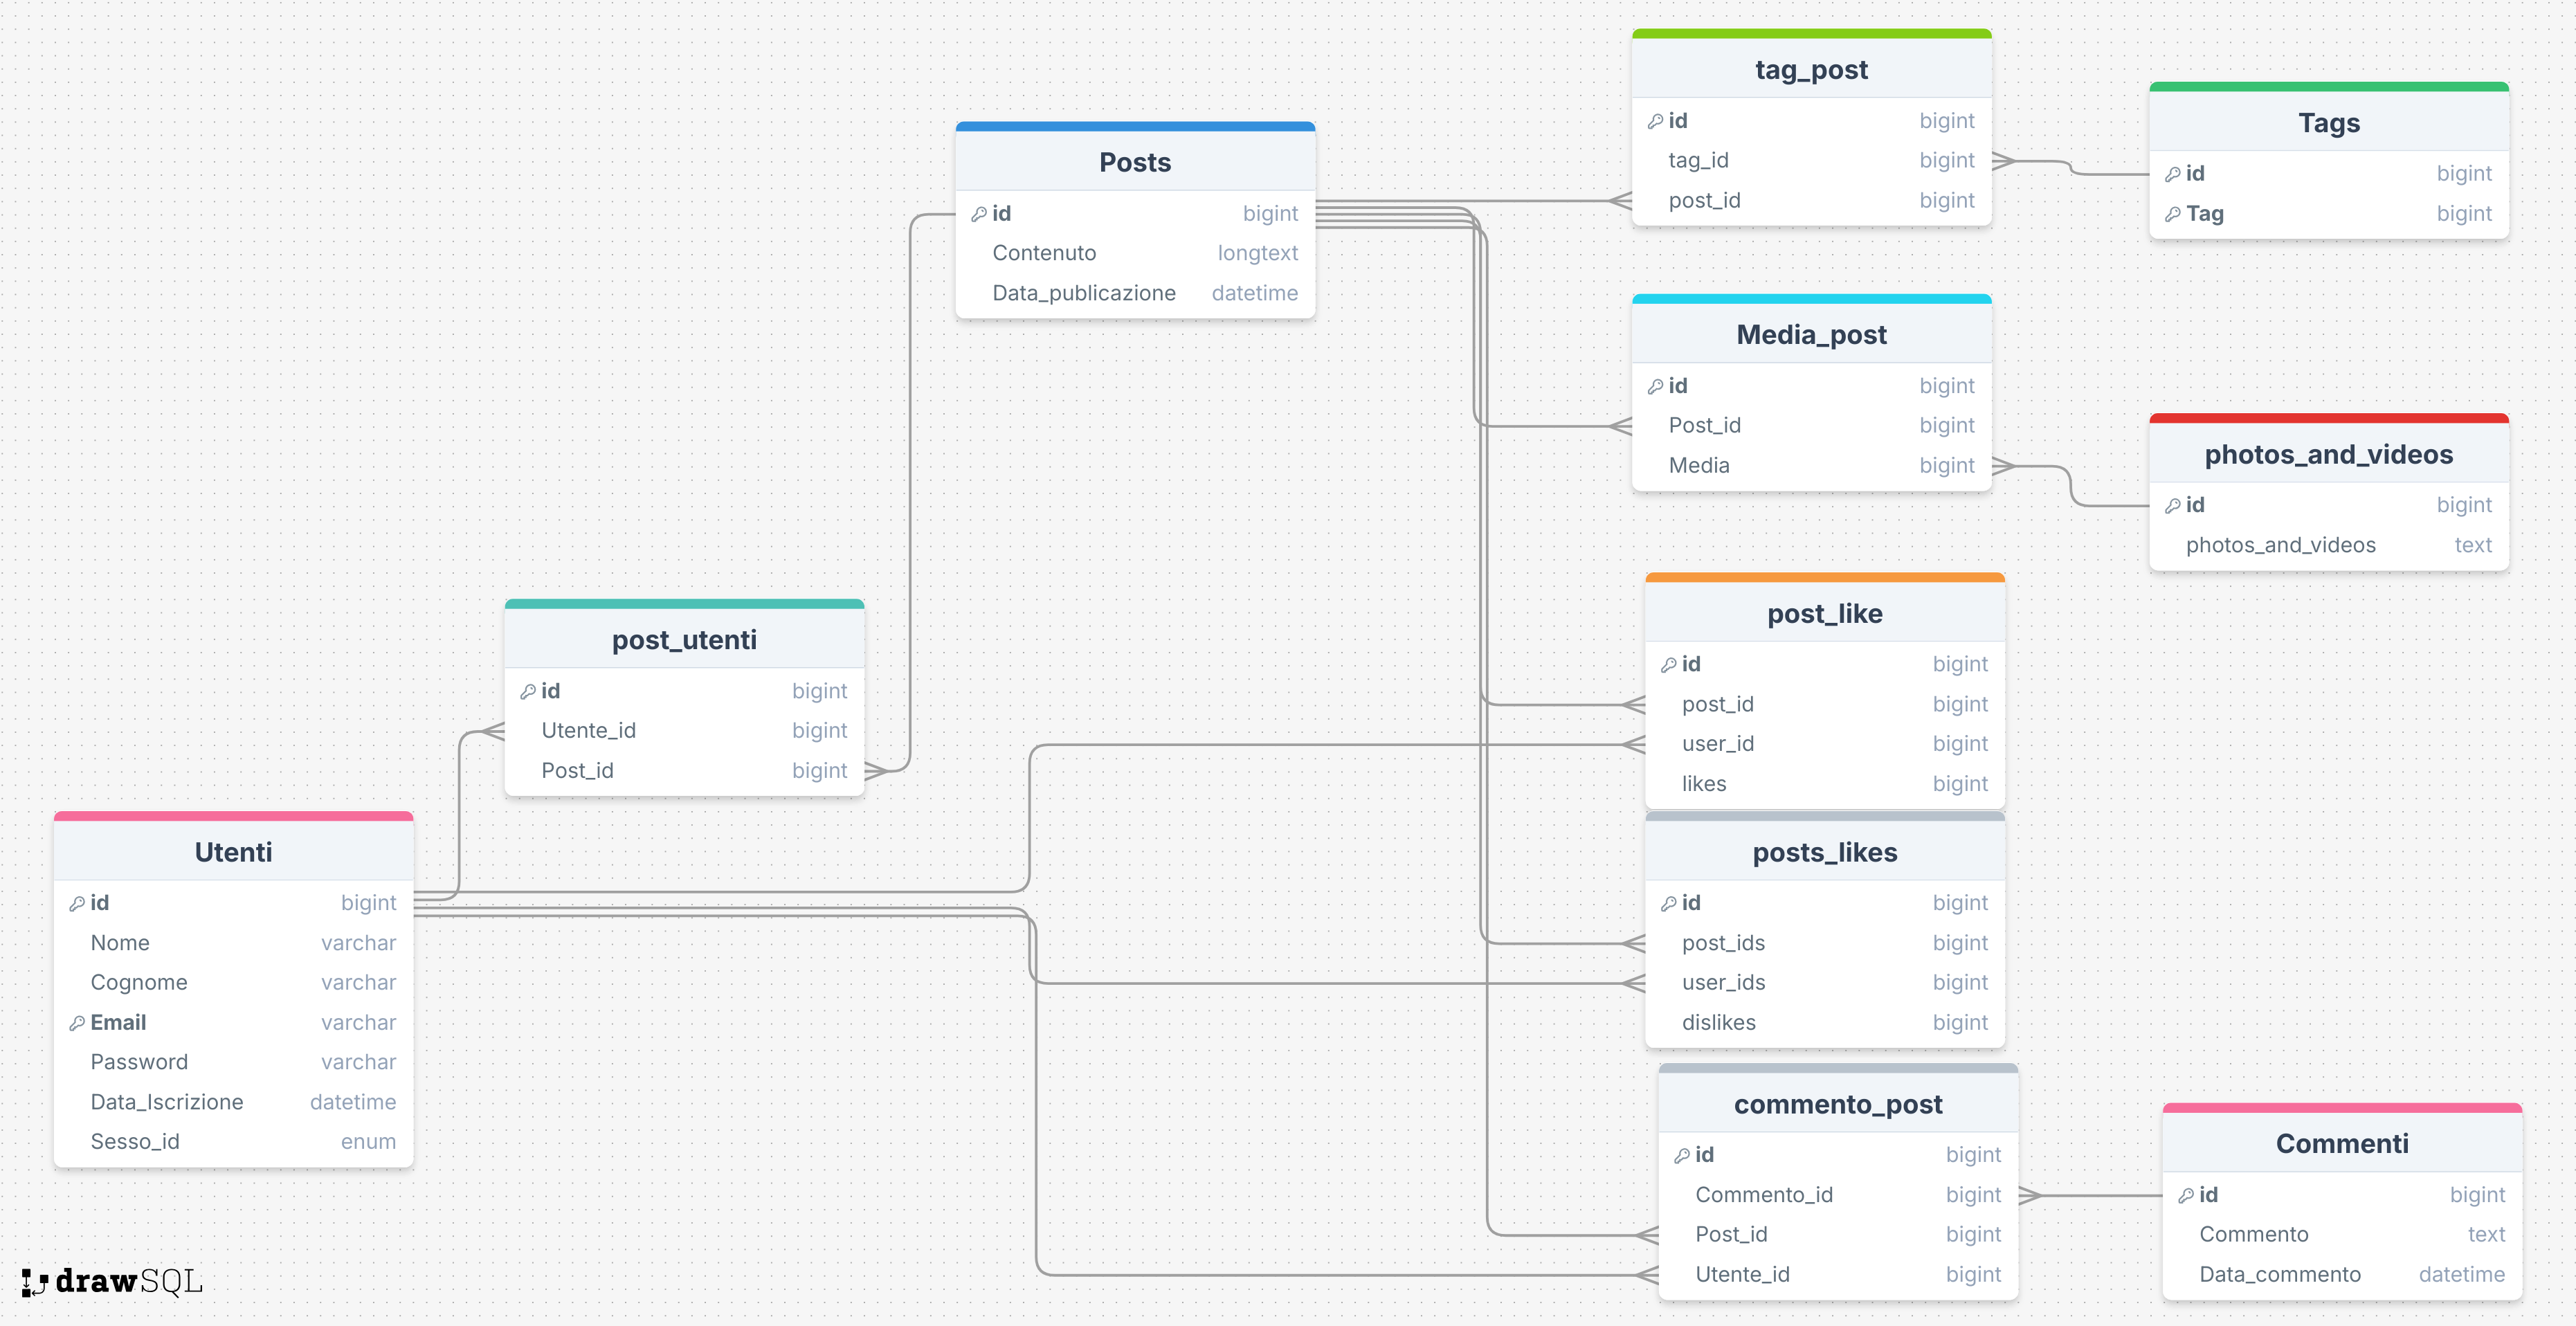 tag_post
id bigint
tag_id bigint
post_id bigint
Tags
id bigint
Tag bigint
Posts
id bigint
Contenuto longtext
Data_publicazione datetime
Media_post
id bigint
Post_id bigint
Media bigint
photos_and_videos
id bigint
photos_and_videos text
post_like
id bigint
post_id bigint
user_id bigint
likes bigint
post_utenti
id bigint
Utente_id bigint
Post_id bigint
Utenti
id bigint
Nome varchar
Cognome varchar
Email varchar
Password varchar
Data_Iscrizione datetime
Sesso_id enum
posts_likes
id bigint
post_ids bigint
user_ids bigint
dislikes bigint
commento_post
id bigint
Commento_id bigint
Post_id bigint
Utente_id bigint
Commenti
id bigint
Commento text
Data_commento datetime
drawSQL